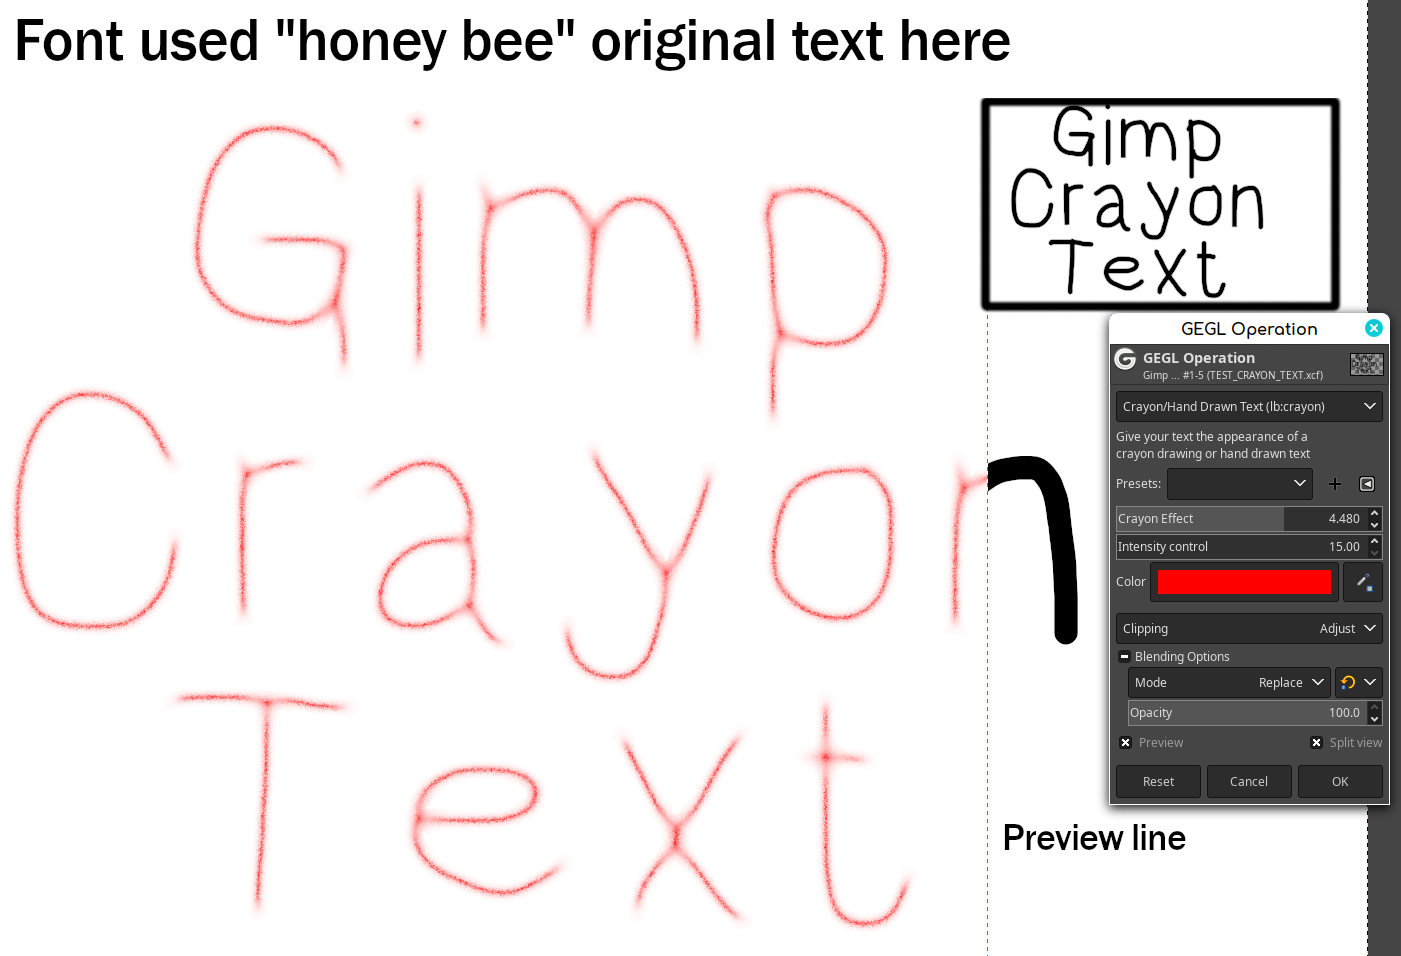 Font used "honey bee" original text here
Gimp
Crayon
Text
Gimp
Crayon
Text
GEGL Operation
GEGL Operation
Gimp ... #1-5 (TEST_CRAYON_TEXT.xcf)
Crayon/Hand Drawn Text (lb:crayon)
Give your text the appearance of a
crayon drawing or hand drawn text
Presets:
Crayon Effect 4.480
Intensity control 15.00
Color
Clipping Adjust
Blending Options
Mode Replace
Opacity 100.0
Preview Split view
Reset Cancel OK
Preview line